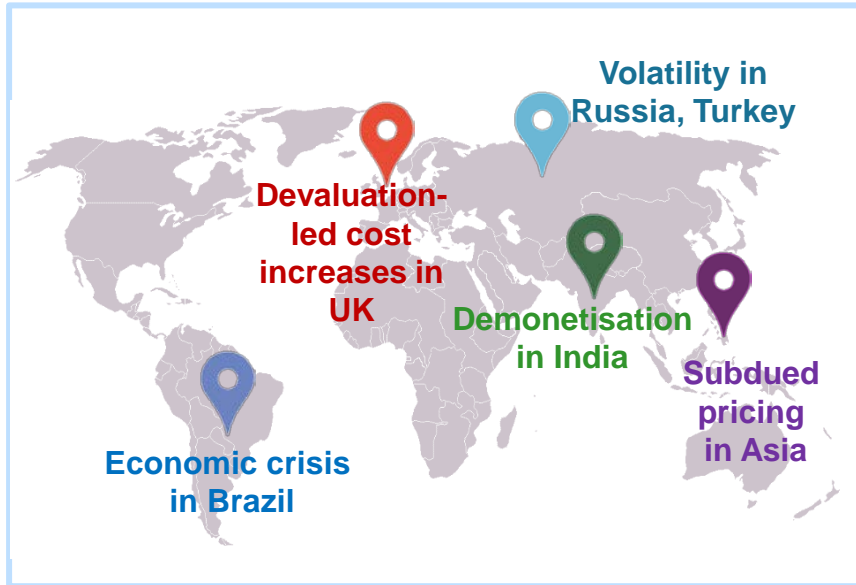 Volatility in
Russia, Turkey
Devaluation-
led cost
increases in
UK
Demonetisation
in India
Subdued
pricing
in Asia
Economic crisis
in Brazil